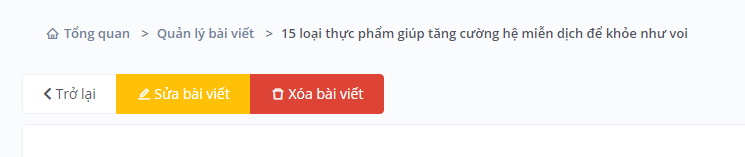 Tổng quan > Quản lý bài viết > 15 loại thực phẩm giúp tăng cường hệ miễn dịch để khỏe như voi
Trở lại Sửa bài viết Xóa bài viết